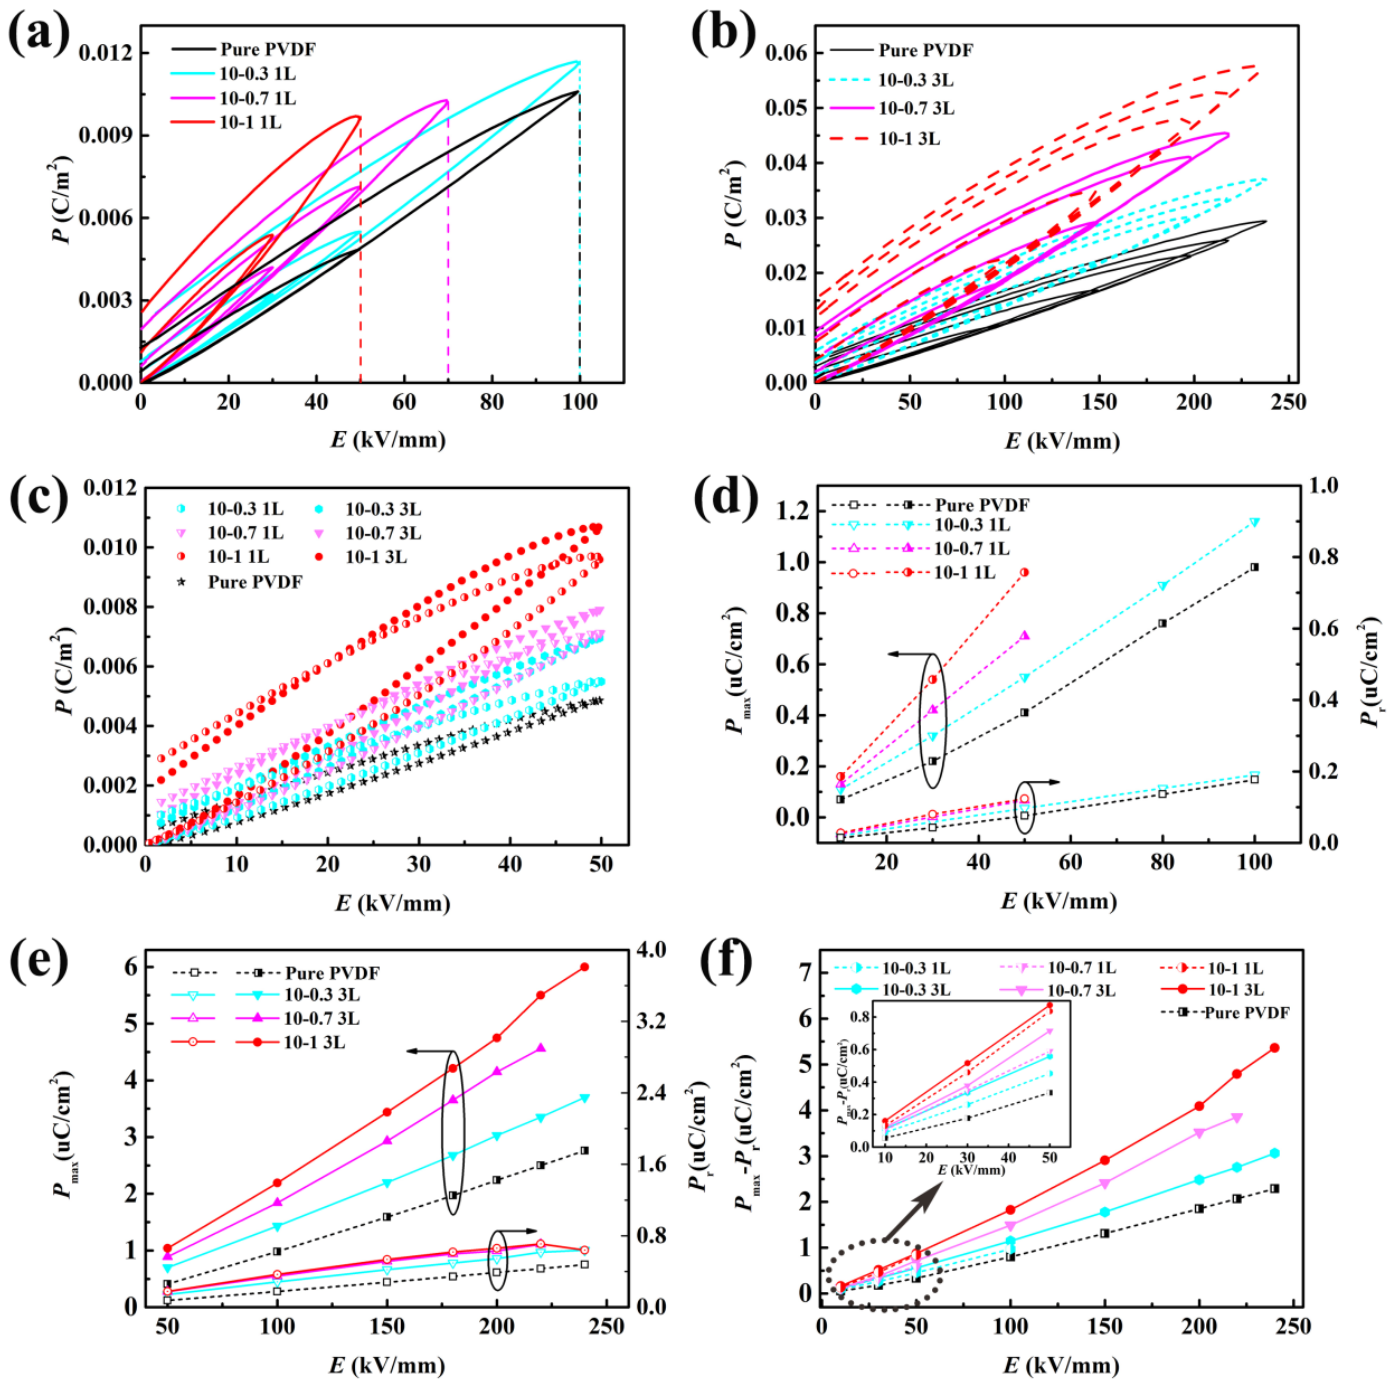 (a)
Pure PVDF
10-0.3 1L
10-0.7 1L
10-1 1L
0.012
0.009
0.006
0.003
0.000
P (C/m²)
0 20 40 60 80 100
E (kV/mm)
(b)
Pure PVDF
10-0.3 3L
10-0.7 3L
10-1 3L
0.06
0.05
0.04
0.03
0.02
0.01
0.00
P (C/m²)
0 50 100 150 200 250
E (kV/mm)
(c)
10-0.3 1L 10-0.3 3L
10-0.7 1L 10-0.7 3L
10-1 1L 10-1 3L
Pure PVDF
0.012
0.010
0.008
0.006
0.004
0.002
0.000
P (C/m²)
0 10 20 30 40 50
E (kV/mm)
(d)
Pure PVDF
10-0.3 1L
10-0.7 1L
10-1 1L
1.2
1.0
0.8
0.6
0.4
0.2
0.0
Pmax(uC/cm²)
1.0
0.8
0.6
0.4
0.2
0.0
Pr(uC/cm²)
20 40 60 80 100
E (kV/mm)
(e)
Pure PVDF
10-0.3 3L
10-0.7 3L
10-1 3L
6
5
4
3
2
1
0
Pmax(uC/cm²)
4.0
3.2
2.4
1.6
0.8
0.0
Pr(uC/cm²)
50 100 150 200 250
E (kV/mm)
(f)
10-0.3 1L 10-0.7 1L 10-1 1L
10-0.3 3L 10-0.7 3L 10-1 3L
Pure PVDF
7
6
5
4
3
2
1
0
Pmax-Pr(uC/cm²)
0.8
0.6
0.4
0.2
0.0
Pmax-Pr(uC/cm²)
10 20 30 40 50
E (kV/mm)
0 50 100 150 200 250
E (kV/mm)